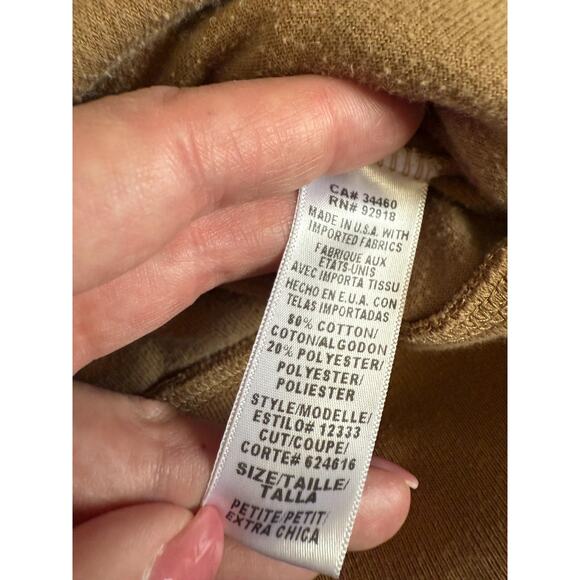 CA# 34460
RN# 92918
MADE IN U.S.A. WITH
IMPORTED FABRICS
FABRIQUE AUX
ETATS-UNIS
AVEC IMPORTA TISSU
HECHO EN E.U.A. CON
TELAS IMPORTADAS
80% COTTON/
COTON/ALGODON
20% POLYESTER/
POLYESTER/
POLIESTER
STYLE/MODELLE/
ESTILO# 12333
CUT/COUPE/
CORTE# 624616
SIZE/TAILLE/
TALLA
PETITE/PETIT/
EXTRA CHICA